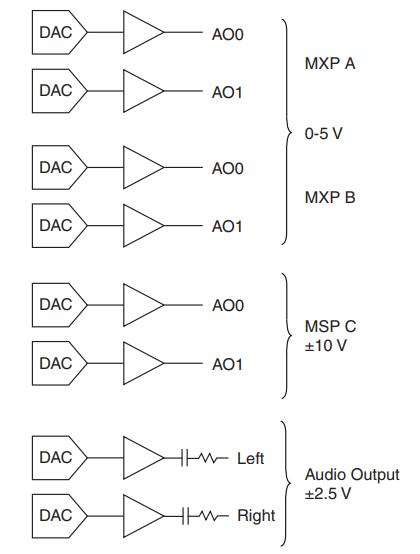 DAC AO0
MXP A
DAC AO1
0-5 V
DAC AO0
MXP B
DAC AO1
DAC AO0
MSP C
±10 V
DAC AO1
DAC Left
Audio Output
±2.5 V
DAC Right